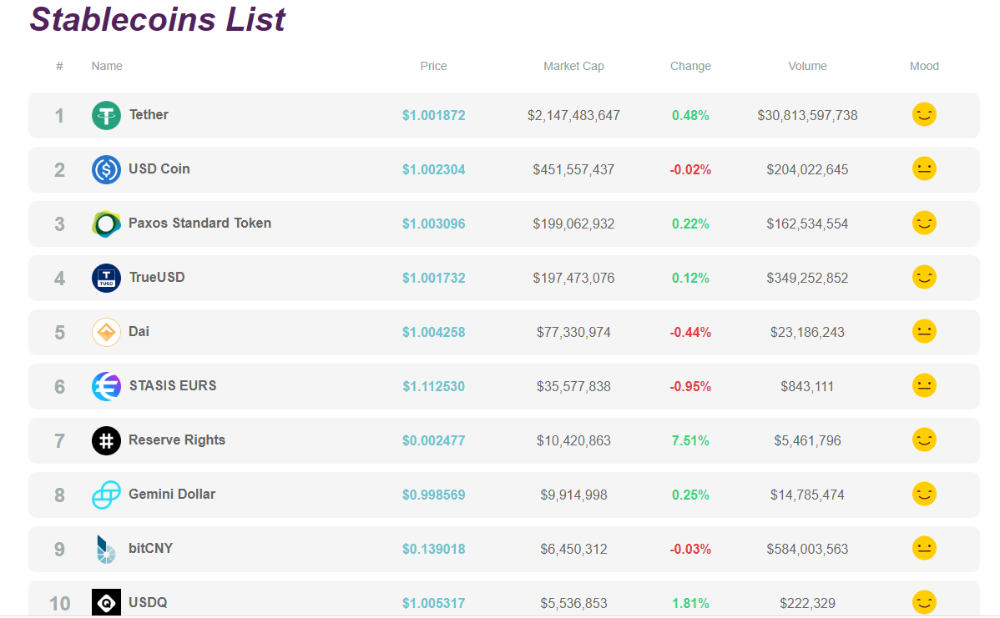 Stablecoins List
# Name Price Market Cap Change Volume Mood
1 Tether $1.001872 $2,147,483,647 0.48% $30,813,597,738
2 USD Coin $1.002304 $451,557,437 -0.02% $204,022,645
3 Paxos Standard Token $1.003096 $199,062,932 0.22% $162,534,554
4 TUSD TrueUSD $1.001732 $197,473,076 0.12% $349,252,852
5 Dai $1.004258 $77,330,974 -0.44% $23,186,243
6 STASIS EURS $1.112530 $35,577,838 -0.95% $843,111
7 Reserve Rights $0.002477 $10,420,863 7.51% $5,461,796
8 Gemini Dollar $0.998569 $9,914,998 0.25% $14,785,474
9 bitCNY $0.139018 $6,450,312 -0.03% $584,003,563
10 USDQ $1.005317 $5,536,853 1.81% $222,329